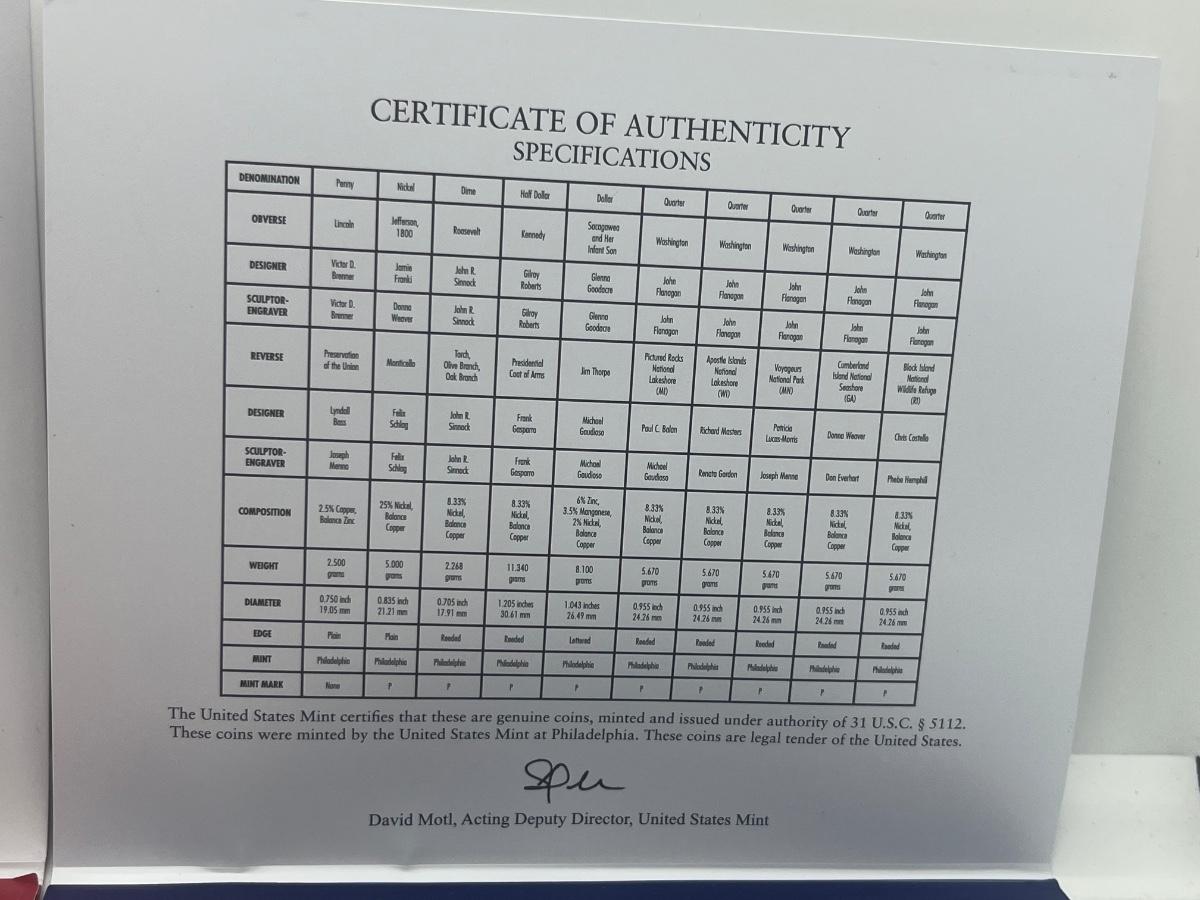 CERTIFICATE OF AUTHENTICITY
SPECIFICATIONS
DENOMINATION Penny Nickel Dime Half Dollar Dollar Quarter Quarter Quarter Quarter Quarter
OBVERSE Lincoln Jefferson, 1800 Roosevelt Kennedy Sacagawea and Her Infant Son Washington Washington Washington Washington Washington
DESIGNER Victor D. Brenner Jamie Franki John R. Sinnock Gilroy Roberts Glenna Goodacre John Flanagan John Flanagan John Flanagan John Flanagan John Flanagan
SCULPTOR-ENGRAVER Victor D. Brenner Donna Weaver John R. Sinnock Gilroy Roberts Glenna Goodacre John Flanagan John Flanagan John Flanagan John Flanagan John Flanagan
REVERSE Preservation of the Union Monticello Torch, Olive Branch, Oak Branch Presidential Coat of Arms Jim Thorpe Pictured Rocks National Lakeshore (MI) Apostle Islands National Lakeshore (WI) Voyageurs National Park (MN) Cumberland Island National Seashore (GA) Block Island National Wildlife Refuge (RI)
DESIGNER Lyndall Bass Felix Schlag John R. Sinnock Frank Gasparro Michael Gaudioso Paul C. Balan Richard Masters Patricia Lucas-Morris Donna Weaver Chris Costello
SCULPTOR-ENGRAVER Joseph Menna Felix Schlag John R. Sinnock Frank Gasparro Michael Gaudioso Michael Gaudioso Renata Gordon Joseph Menna Don Everhart Phebe Hemphill
COMPOSITION 2.5% Copper, Balance Zinc 25% Nickel, Balance Copper 8.33% Nickel, Balance Copper 8.33% Nickel, Balance Copper 6% Zinc, 3.5% Manganese, 2% Nickel, Balance Copper 8.33% Nickel, Balance Copper 8.33% Nickel, Balance Copper 8.33% Nickel, Balance Copper 8.33% Nickel, Balance Copper 8.33% Nickel, Balance Copper
WEIGHT 2.500 grams 5.000 grams 2.268 grams 11.340 grams 8.100 grams 5.670 grams 5.670 grams 5.670 grams 5.670 grams 5.670 grams
DIAMETER 0.750 inch 19.05 mm 0.835 inch 21.21 mm 0.705 inch 17.91 mm 1.205 inches 30.61 mm 1.043 inches 26.49 mm 0.955 inch 24.26 mm 0.955 inch 24.26 mm 0.955 inch 24.26 mm 0.955 inch 24.26 mm 0.955 inch 24.26 mm
EDGE Plain Plain Reeded Reeded Lettered Reeded Reeded Reeded Reeded Reeded
MINT Philadelphia Philadelphia Philadelphia Philadelphia Philadelphia Philadelphia Philadelphia Philadelphia Philadelphia Philadelphia
MINT MARK None P P P P P P P P P
The United States Mint certifies that these are genuine coins, minted and issued under authority of 31 U.S.C. § 5112.
These coins were minted by the United States Mint at Philadelphia. These coins are legal tender of the United States.
David Motl, Acting Deputy Director, United States Mint